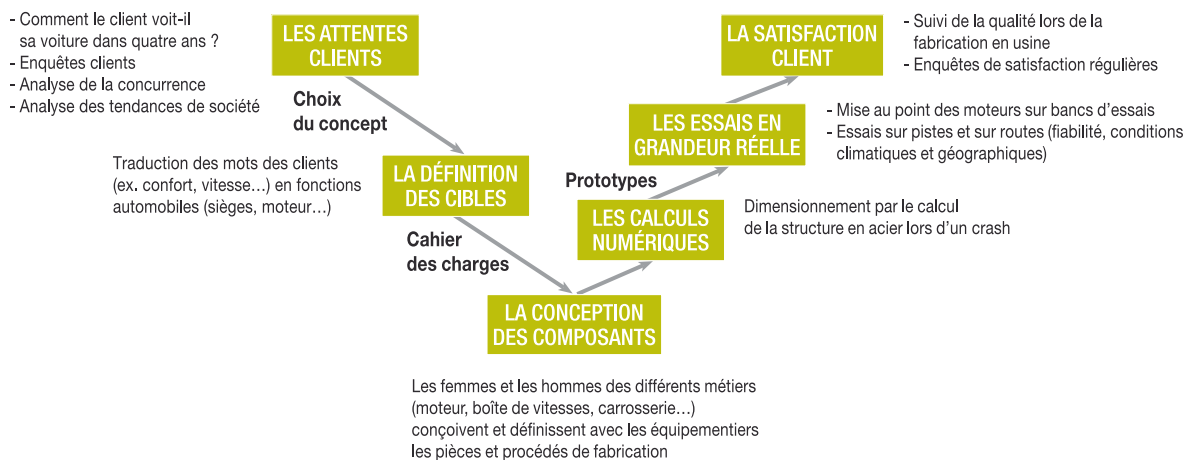 - Comment le client voit-il
sa voiture dans quatre ans ?
- Enquêtes clients
- Analyse de la concurrence
- Analyse des tendances de société
LES ATTENTES
CLIENTS
Choix
du concept
Traduction des mots des clients
(ex. confort, vitesse…) en fonctions
automobiles (sièges, moteur…)
LA DÉFINITION
DES CIBLES
Cahier
des charges
LA CONCEPTION
DES COMPOSANTS
Les femmes et les hommes des différents métiers
(moteur, boîte de vitesses, carrosserie…)
conçoivent et définissent avec les équipementiers
les pièces et procédés de fabrication
LES CALCULS
NUMÉRIQUES
Dimensionnement par le calcul
de la structure en acier lors d’un crash
Prototypes
LES ESSAIS EN
GRANDEUR RÉELLE
- Mise au point des moteurs sur bancs d’essais
- Essais sur pistes et sur routes (fiabilité, conditions
climatiques et géographiques)
LA SATISFACTION
CLIENT
- Suivi de la qualité lors de la
fabrication en usine
- Enquêtes de satisfaction régulières